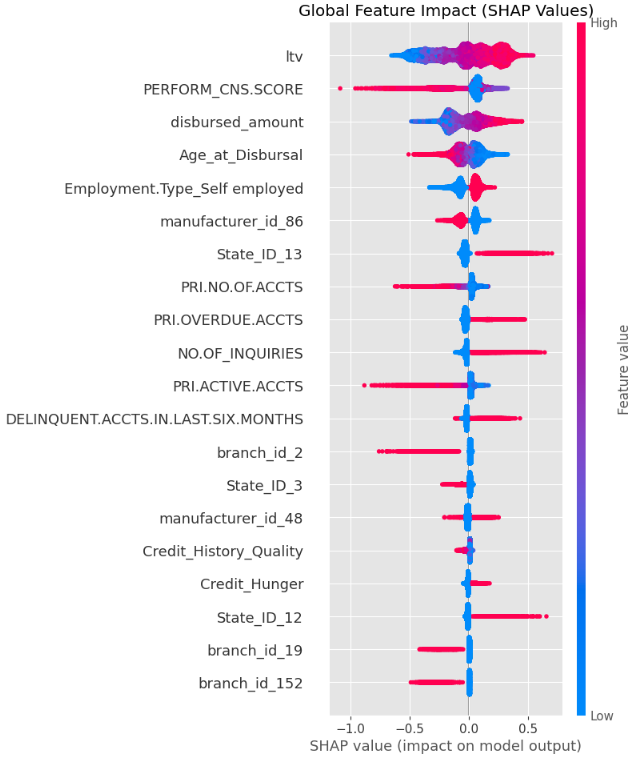 Global Feature Impact (SHAP Values)
High
ltv
PERFORM_CNS.SCORE
disbursed_amount
Age_at_Disbursal
Employment.Type_Self employed
manufacturer_id_86
State_ID_13
PRI.NO.OF.ACCTS
PRI.OVERDUE.ACCTS
NO.OF_INQUIRIES
PRI.ACTIVE.ACCTS
DELINQUENT.ACCTS.IN.LAST.SIX.MONTHS
branch_id_2
State_ID_3
manufacturer_id_48
Credit_History_Quality
Credit_Hunger
State_ID_12
branch_id_19
branch_id_152
Feature value
Low
−1.0 −0.5 0.0 0.5
SHAP value (impact on model output)